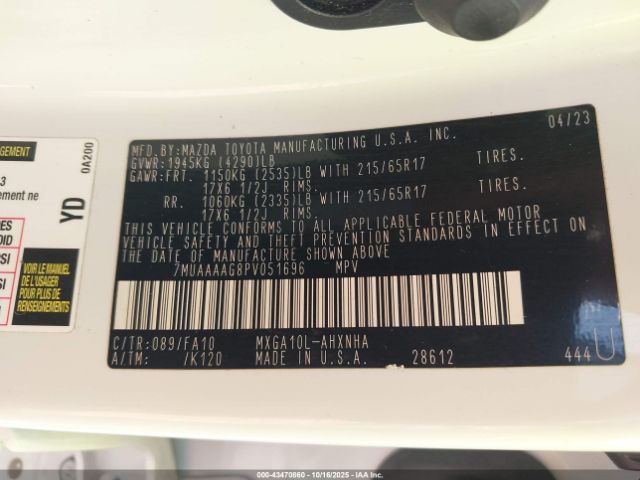 MFD.BY:MAZDA TOYOTA MANUFACTURING U.S.A. INC. 04/23
GVWR:1945KG (4290)LB
GAWR:FRT. 1150KG (2535)LB WITH 215/65R17 TIRES.
17X6 1/2J RIMS.
RR. 1060KG (2335)LB WITH 215/65R17 TIRES.
17X6 1/2J RIMS.
THIS VEHICLE CONFORMS TO ALL APPLICABLE FEDERAL MOTOR
VEHICLE SAFETY AND THEFT PREVENTION STANDARDS IN EFFECT ON
THE DATE OF MANUFACTURE SHOWN ABOVE
7MUAAAAG8PV051696 MPV
C/TR:089/FA10 MXGA10L-AHXNHA
A/TM: /K120 MADE IN U.S.A. 28612 444U
0A200
YD
VOIR LE MANUEL
DE L'USAGER
POUR PLUS DE
RENSEIGNEMENTS
000-43470860 - 10/16/2025 - IAAI, Inc.